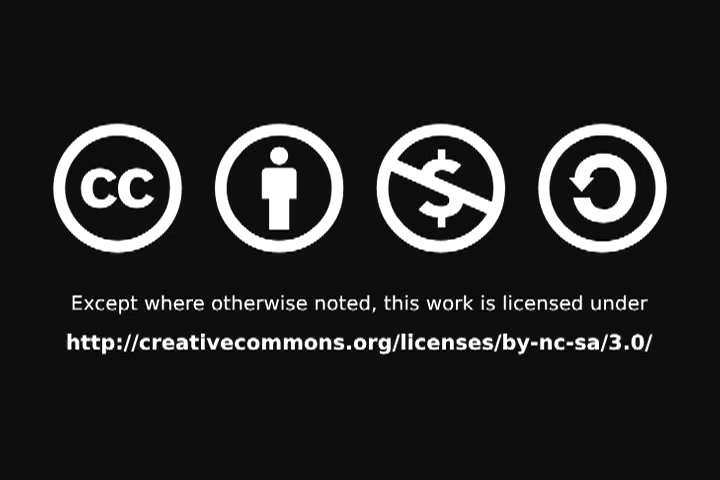 cc
$
Except where otherwise noted, this work is licensed under
http://creativecommons.org/licenses/by-nc-sa/3.0/